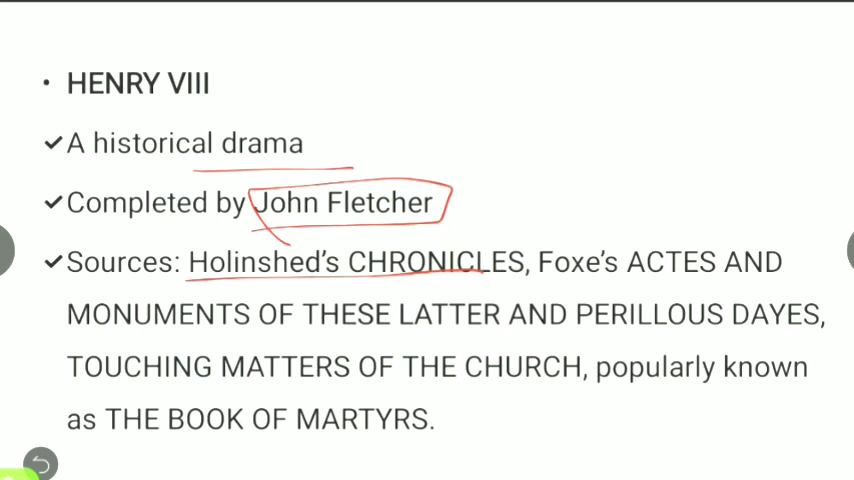 • HENRY VIII
✓A historical drama
✓Completed by John Fletcher
✓Sources: Holinshed's CHRONICLES, Foxe's ACTES AND
MONUMENTS OF THESE LATTER AND PERILLOUS DAYES,
TOUCHING MATTERS OF THE CHURCH, popularly known
as THE BOOK OF MARTYRS.